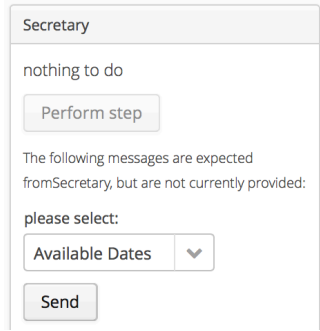 Secretary
nothing to do
Perform step
The following messages are expected
fromSecretary, but are not currently provided:
please select:
Available Dates
Send